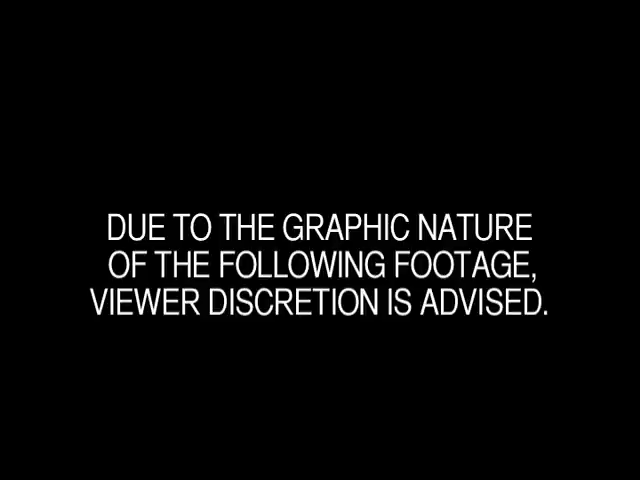 DUE TO THE GRAPHIC NATURE
OF THE FOLLOWING FOOTAGE,
VIEWER DISCRETION IS ADVISED.